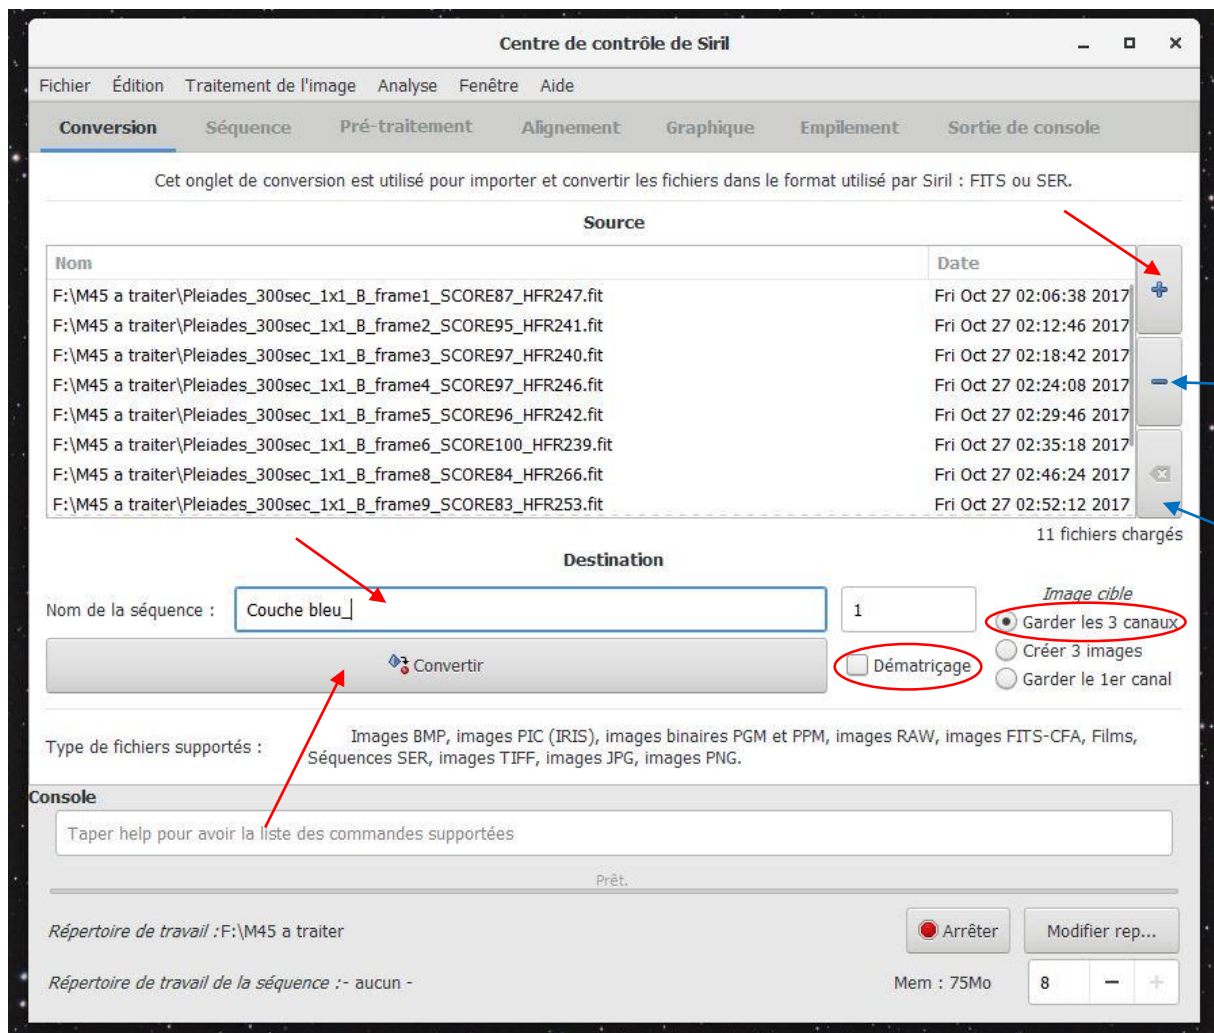 Centre de contrôle de Siril
Fichier Édition Traitement de l'image Analyse Fenêtre Aide
Conversion Séquence Pré-traitement Alignement Graphique Empilement Sortie de console
Cet onglet de conversion est utilisé pour importer et convertir les fichiers dans le format utilisé par Siril : FITS ou SER.
Source
Nom Date
F:\M45 a traiter\Pleiades_300sec_1x1_B_frame1_SCORE87_HFR247.fit Fri Oct 27 02:06:38 2017
F:\M45 a traiter\Pleiades_300sec_1x1_B_frame2_SCORE95_HFR241.fit Fri Oct 27 02:12:46 2017
F:\M45 a traiter\Pleiades_300sec_1x1_B_frame3_SCORE97_HFR240.fit Fri Oct 27 02:18:42 2017
F:\M45 a traiter\Pleiades_300sec_1x1_B_frame4_SCORE97_HFR246.fit Fri Oct 27 02:24:08 2017
F:\M45 a traiter\Pleiades_300sec_1x1_B_frame5_SCORE96_HFR242.fit Fri Oct 27 02:29:46 2017
F:\M45 a traiter\Pleiades_300sec_1x1_B_frame6_SCORE100_HFR239.fit Fri Oct 27 02:35:18 2017
F:\M45 a traiter\Pleiades_300sec_1x1_B_frame8_SCORE84_HFR266.fit Fri Oct 27 02:46:24 2017
F:\M45 a traiter\Pleiades_300sec_1x1_B_frame9_SCORE83_HFR253.fit Fri Oct 27 02:52:12 2017
11 fichiers chargés
Destination
Nom de la séquence : Couche bleu_ 1
Image cible
Garder les 3 canaux
Convertir Dématriçage
Créer 3 images
Garder le 1er canal
Type de fichiers supportés : Images BMP, images PIC (IRIS), images binaires PGM et PPM, images RAW, images FITS-CFA, Films,
Séquences SER, images TIFF, images JPG, images PNG.
Console
Taper help pour avoir la liste des commandes supportées
Prêt.
Répertoire de travail :F:\M45 a traiter Arrêter Modifier rep...
Répertoire de travail de la séquence :- aucun - Mem : 75Mo 8